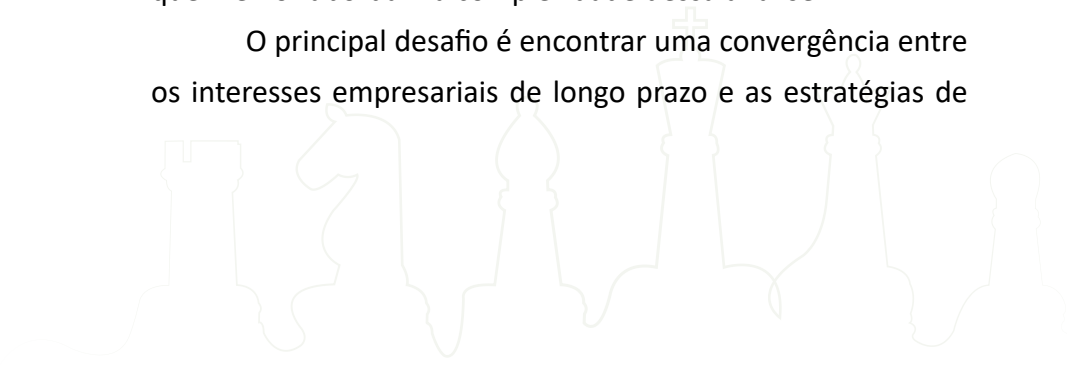 O principal desafio é encontrar uma convergência entre
os interesses empresariais de longo prazo e as estratégias de